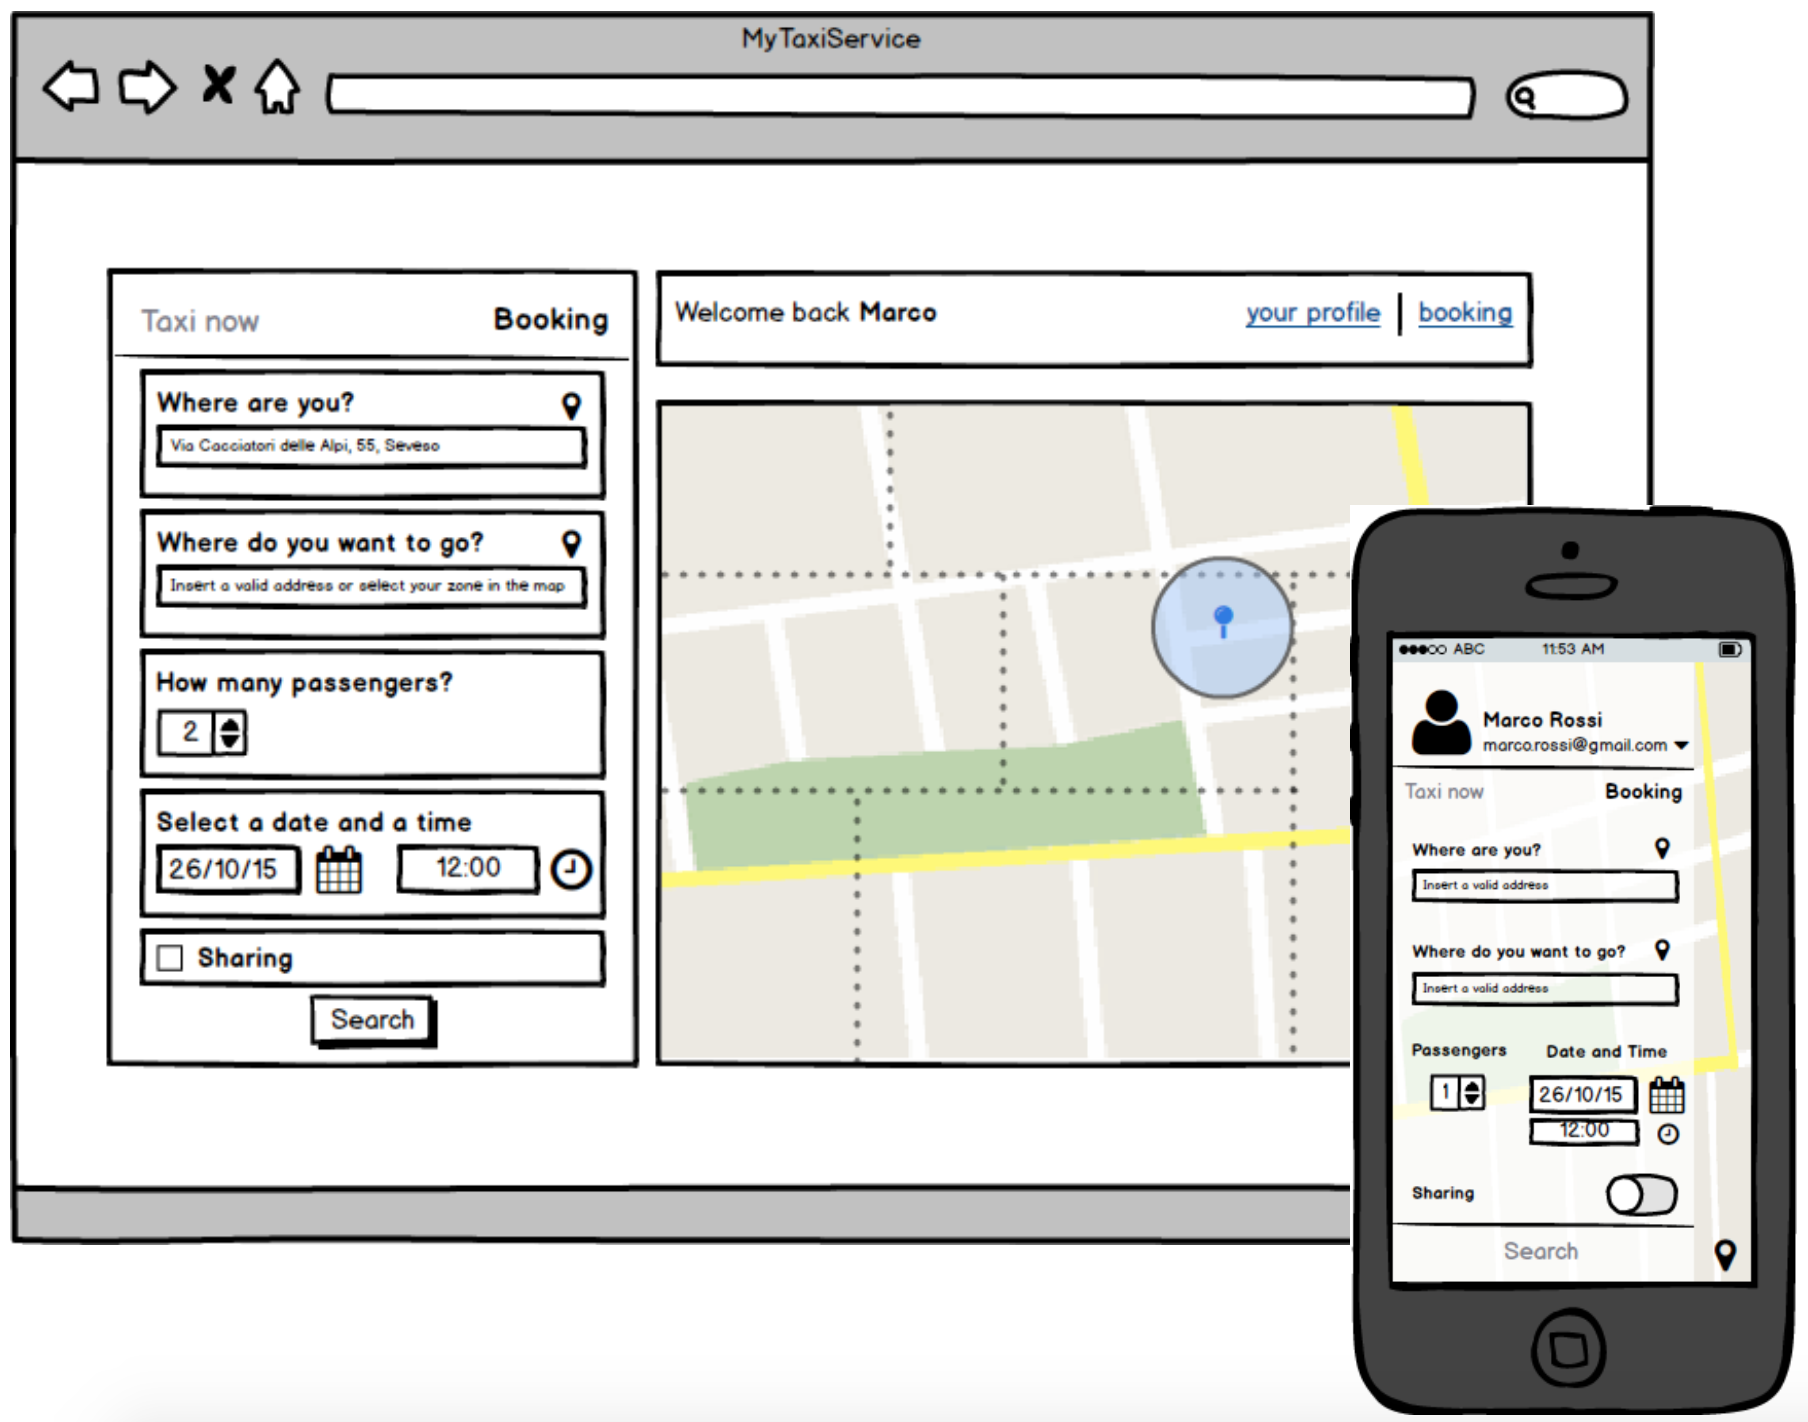 MyTaxiService
Taxi now Booking
Where are you?
Via Cacciatori delle Alpi, 55, Seveso
Where do you want to go?
Insert a valid address or select your zone in the map
How many passengers?
2
Select a date and a time
26/10/15 12:00
Sharing
Search
Welcome back Marco your profile | booking
ABC 11:53 AM
Marco Rossi
marco.rossi@gmail.com
Taxi now Booking
Where are you?
Insert a valid address
Where do you want to go?
Insert a valid address
Passengers Date and Time
1 26/10/15
12:00
Sharing
Search